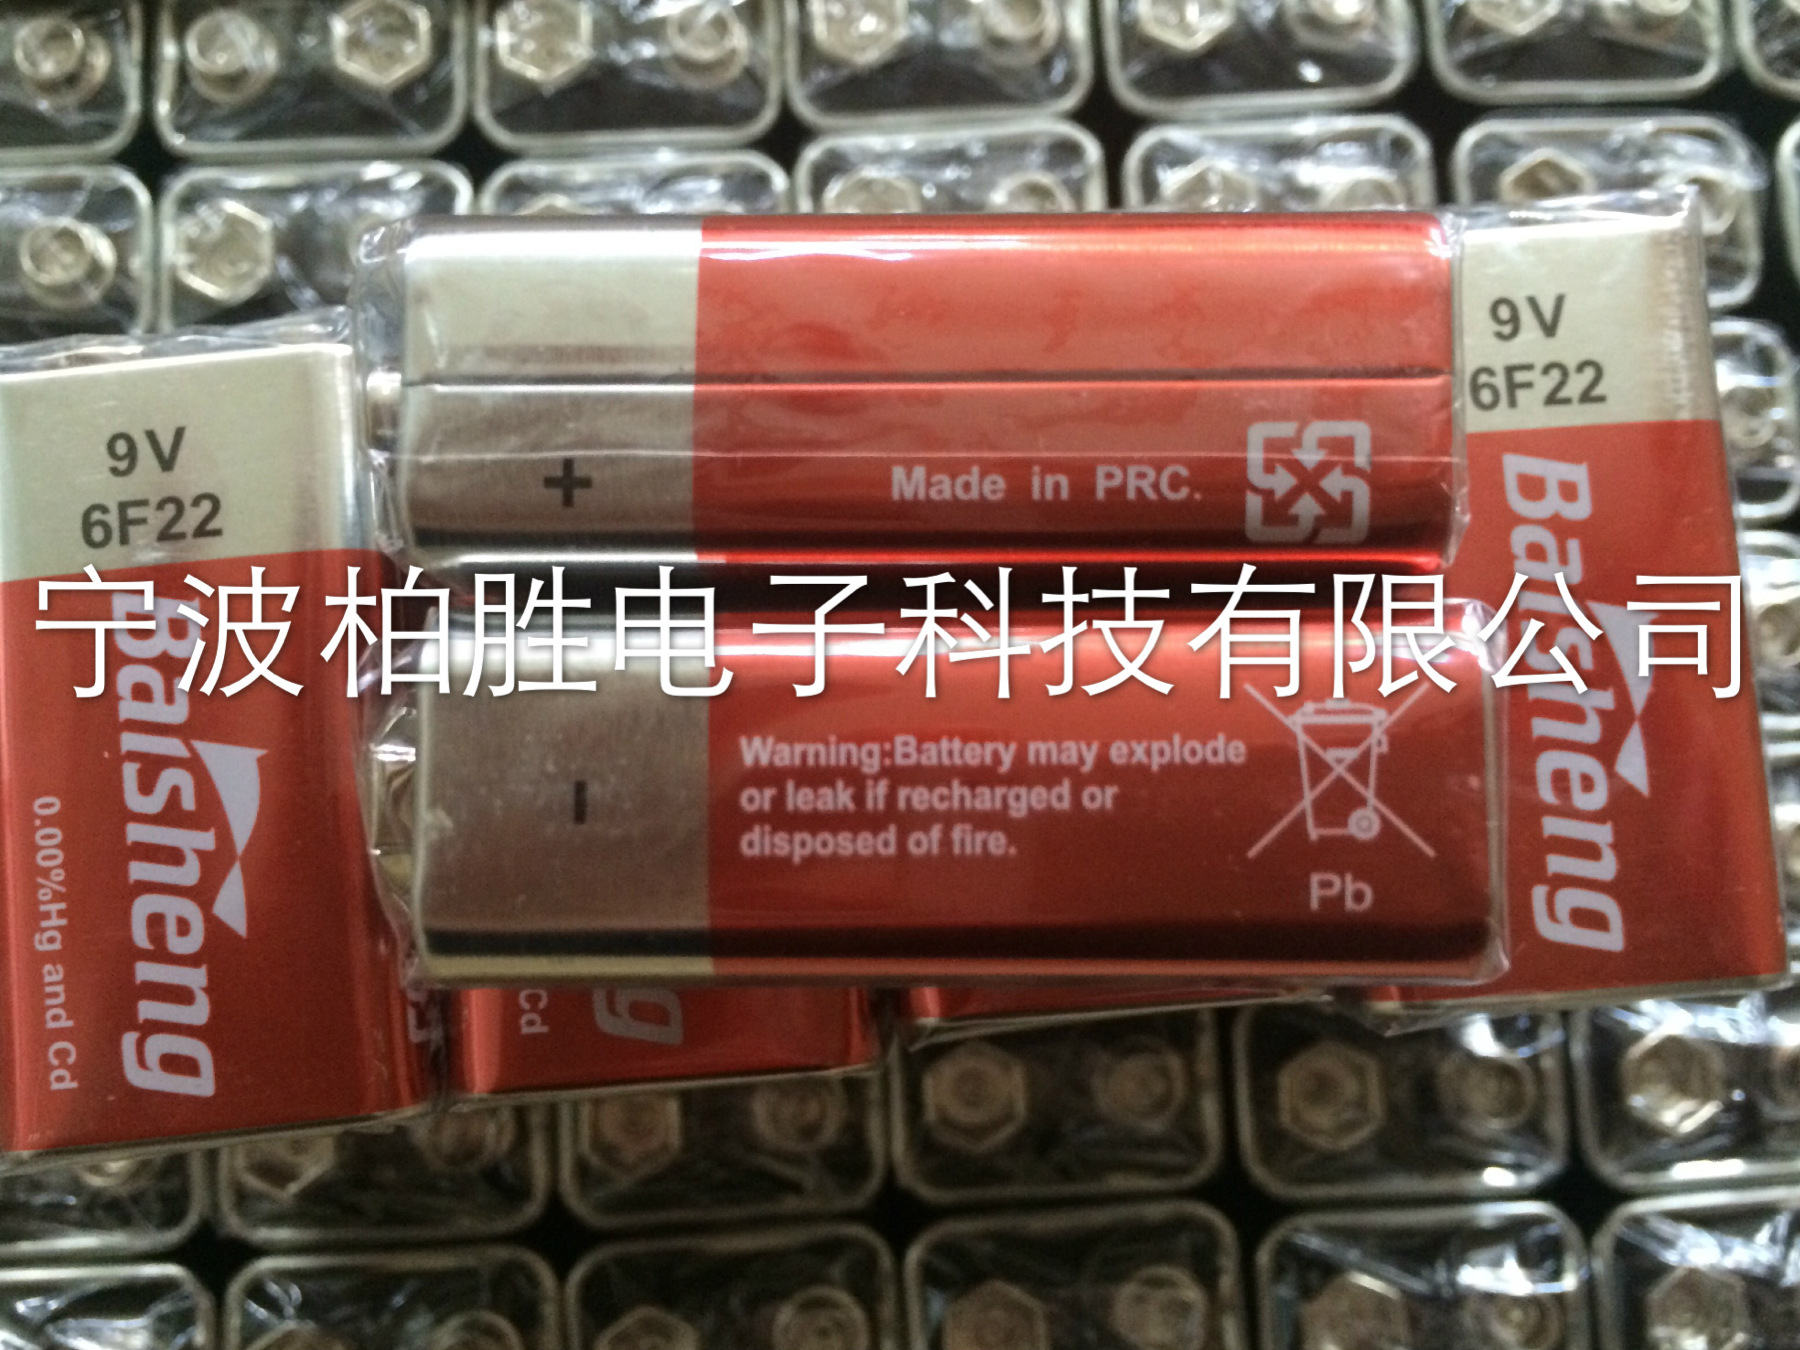 9V
6F22
Baisheng
0.00%Hg and Cd
+
Made in PRC.
9V
6F22
Baisheng
宁波柏胜电子科技有限公司
-
Warning:Battery may explode
or leak if recharged or
disposed of fire.
Pb
Cd
g